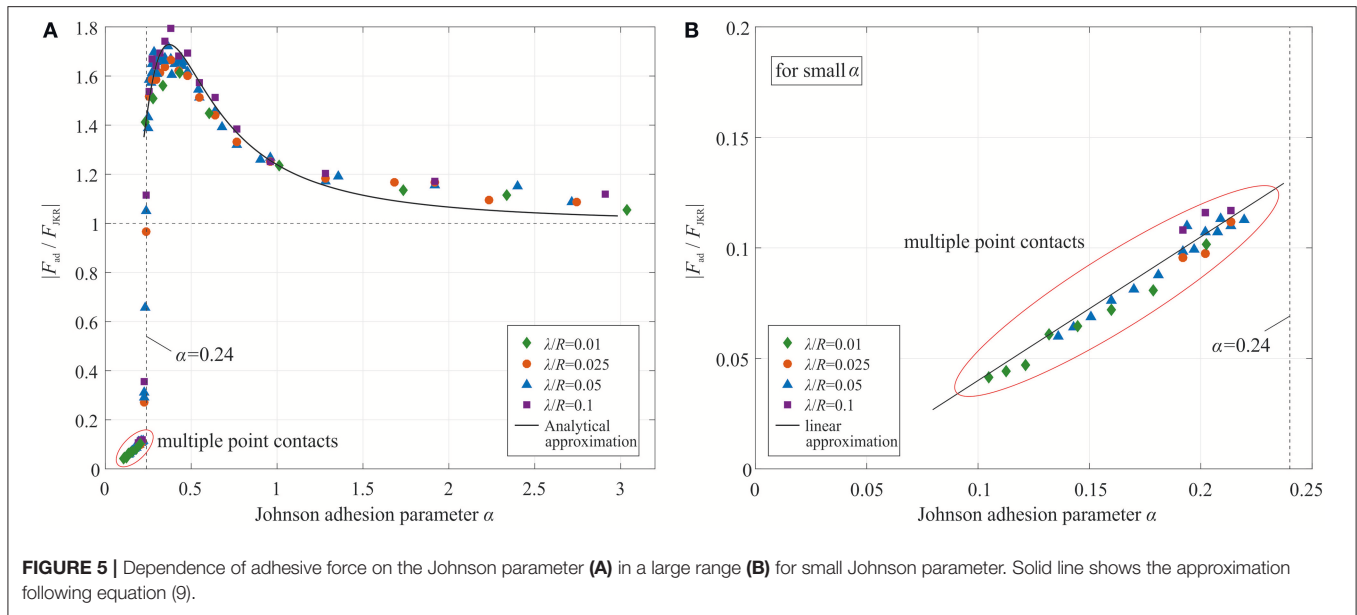 A
1.8
1.6
1.4
1.2
1
0.8
0.6
0.4
0.2
0
|F_ad / F_JKR|
α=0.24
multiple point contacts
λ/R=0.01
λ/R=0.025
λ/R=0.05
λ/R=0.1
Analytical
approximation
0 0.5 1 1.5 2 2.5 3
Johnson adhesion parameter α
B
0.2
0.15
0.1
0.05
0
|F_ad / F_JKR|
for small α
multiple point contacts
α=0.24
λ/R=0.01
λ/R=0.025
λ/R=0.05
λ/R=0.1
linear
approximation
0 0.05 0.1 0.15 0.2 0.25
Johnson adhesion parameter α
FIGURE 5 | Dependence of adhesive force on the Johnson parameter (A) in a large range (B) for small Johnson parameter. Solid line shows the approximation
following equation (9).